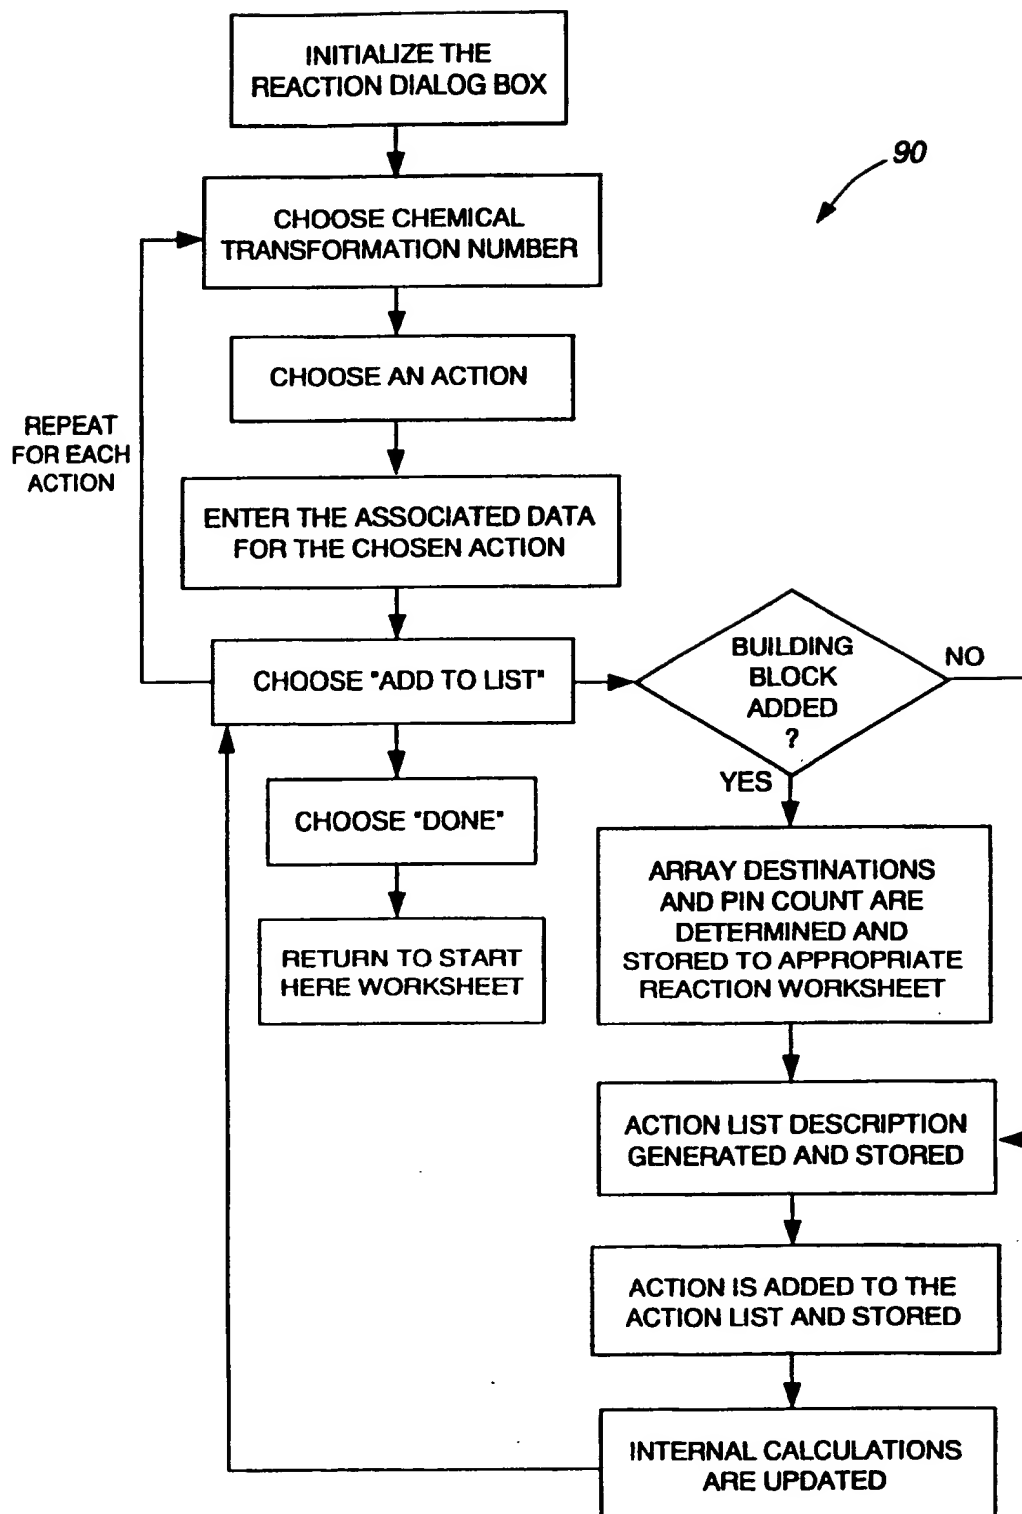 INITIALIZE THE
REACTION DIALOG BOX
90
CHOOSE CHEMICAL
TRANSFORMATION NUMBER
CHOOSE AN ACTION
REPEAT
FOR EACH
ACTION
ENTER THE ASSOCIATED DATA
FOR THE CHOSEN ACTION
CHOOSE "ADD TO LIST"
BUILDING
BLOCK
ADDED
?
NO
YES
CHOOSE "DONE"
RETURN TO START
HERE WORKSHEET
ARRAY DESTINATIONS
AND PIN COUNT ARE
DETERMINED AND
STORED TO APPROPRIATE
REACTION WORKSHEET
ACTION LIST DESCRIPTION
GENERATED AND STORED
ACTION IS ADDED TO THE
ACTION LIST AND STORED
INTERNAL CALCULATIONS
ARE UPDATED